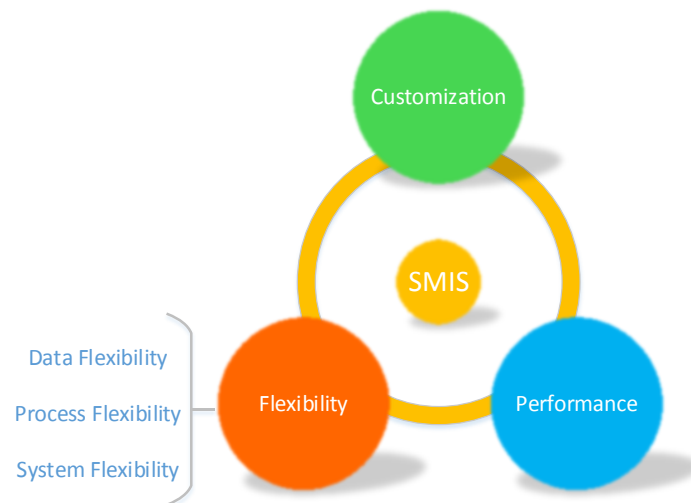 Customization
SMIS
Data Flexibility
Process Flexibility
System Flexibility
Flexibility
Performance